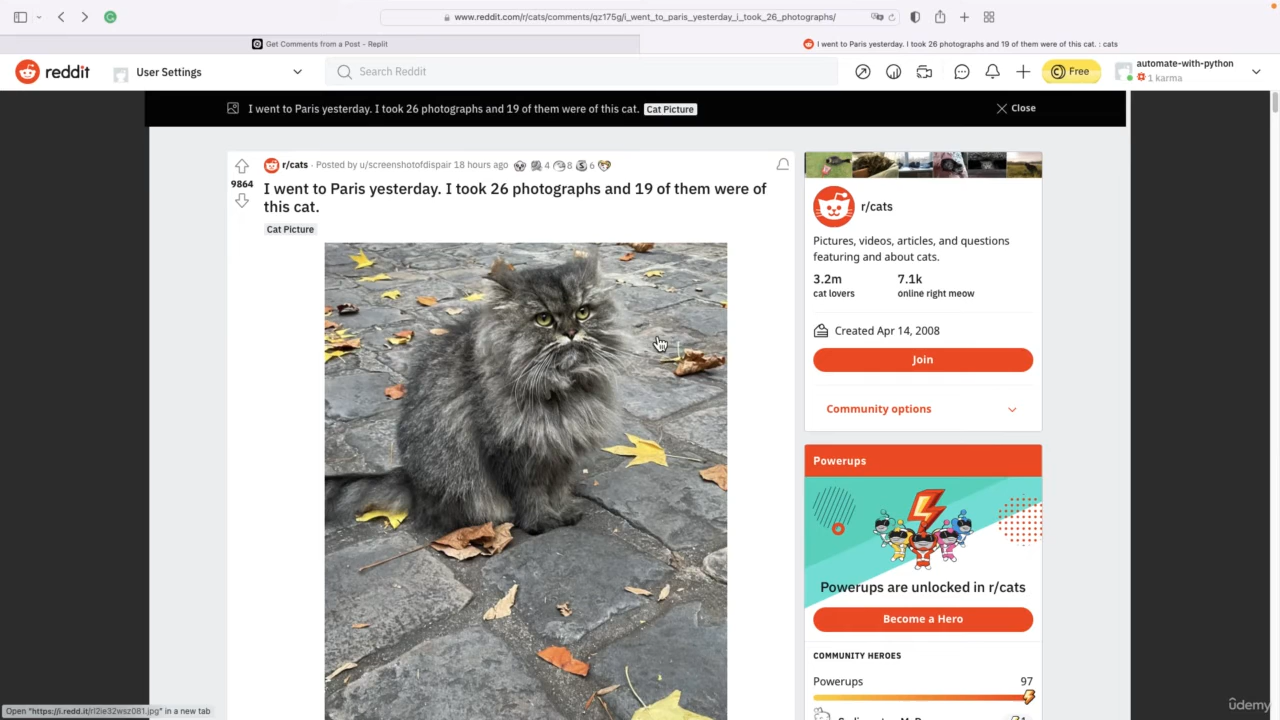 www.reddit.com/r/cats/comments/qz175g/i_went_to_paris_yesterday_i_took_26_photographs/
Get Comments from a Post - Replit
I went to Paris yesterday. I took 26 photographs and 19 of them were of this cat. : cats
reddit
User Settings
Search Reddit
Free
automate-with-python
1 karma
I went to Paris yesterday. I took 26 photographs and 19 of them were of this cat. Cat Picture
Close
9864
r/cats · Posted by u/screenshotofdispair 18 hours ago 4 8 6
I went to Paris yesterday. I took 26 photographs and 19 of them were of
this cat.
Cat Picture
r/cats
Pictures, videos, articles, and questions
featuring and about cats.
3.2m 7.1k
cat lovers online right meow
Created Apr 14, 2008
Join
Community options
Powerups
Powerups are unlocked in r/cats
Become a Hero
COMMUNITY HEROES
Powerups 97
Open "https://i.redd.it/rl2ie32wsz081.jpg" in a new tab
ûdemy